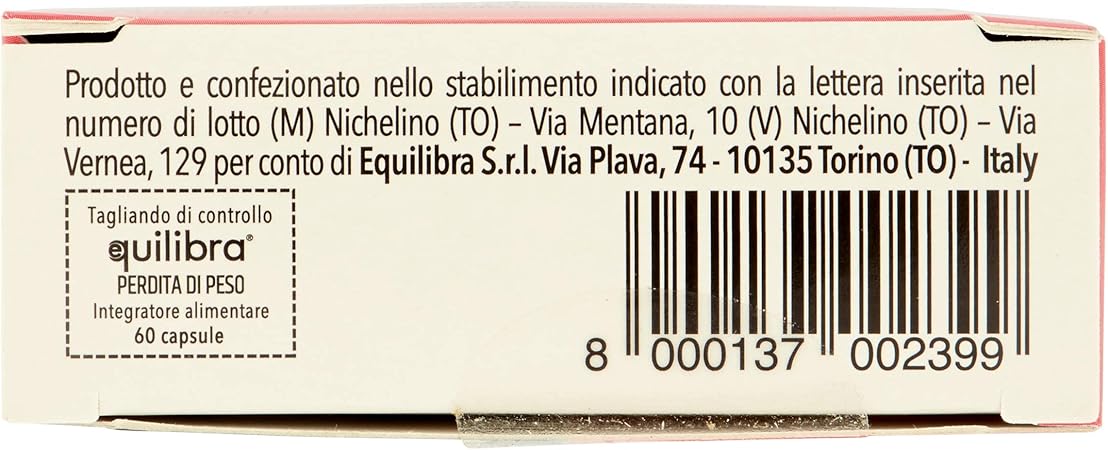 Prodotto e confezionato nello stabilimento indicato con la lettera inserita nel
numero di lotto (M) Nichelino (TO) – Via Mentana, 10 (V) Nichelino (TO) – Via
Vernea, 129 per conto di Equilibra S.r.l. Via Plava, 74 - 10135 Torino (TO) - Italy
Tagliando di controllo
equilibra®
PERDITA DI PESO
Integratore alimentare
60 capsule
8 000137 002399